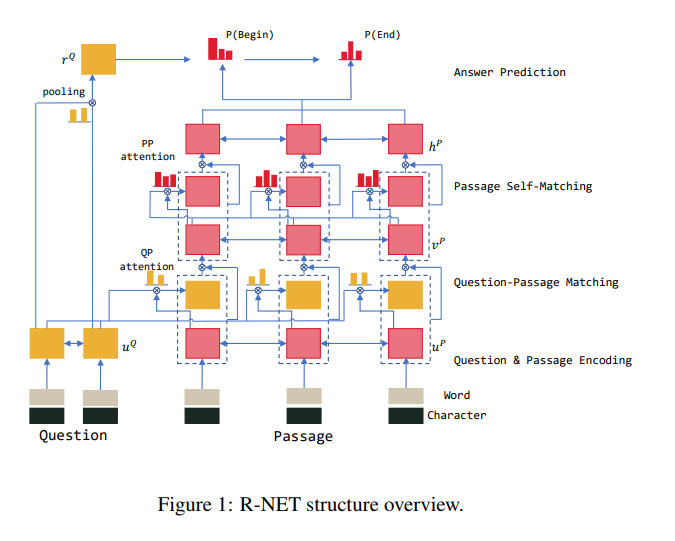 P(Begin)
P(End)
r^Q
Answer Prediction
pooling
PP
attention
h^P
Passage Self-Matching
v^P
QP
attention
Question-Passage Matching
u^Q
u^P
Question & Passage Encoding
Word
Character
Question
Passage
Figure 1: R-NET structure overview.